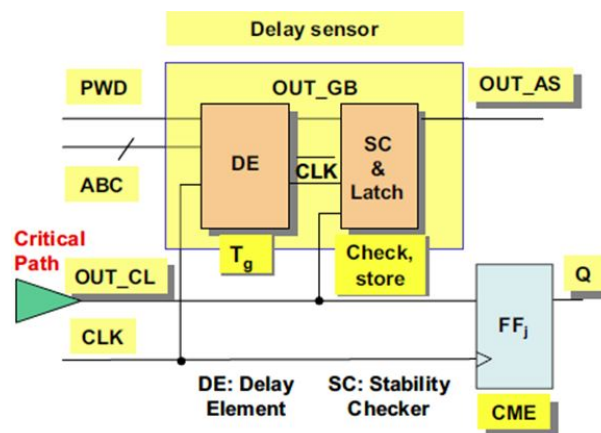 Delay sensor
PWD
OUT_GB
OUT_AS
DE
CLK
SC
&
Latch
ABC
Critical
Path
OUT_CL
Tg
Check,
store
Q
FFj
CLK
DE: Delay
Element
SC: Stability
Checker
CME